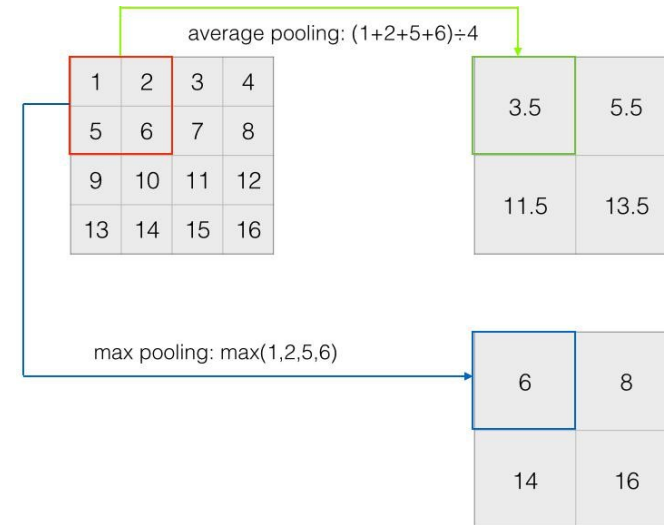 average pooling: (1+2+5+6)÷4
1 2 3 4
5 6 7 8
9 10 11 12
13 14 15 16
3.5 5.5
11.5 13.5
max pooling: max(1,2,5,6)
6 8
14 16